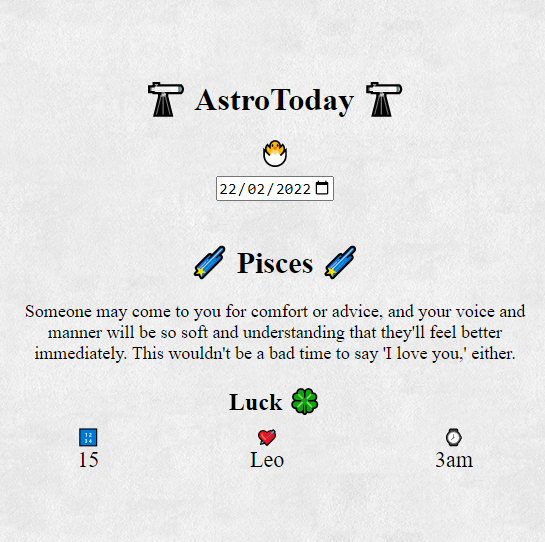 AstroToday
22/02/2022
Pisces
Someone may come to you for comfort or advice, and your voice and
manner will be so soft and understanding that they'll feel better
immediately. This wouldn't be a bad time to say 'I love you,' either.
Luck
15 Leo 3am